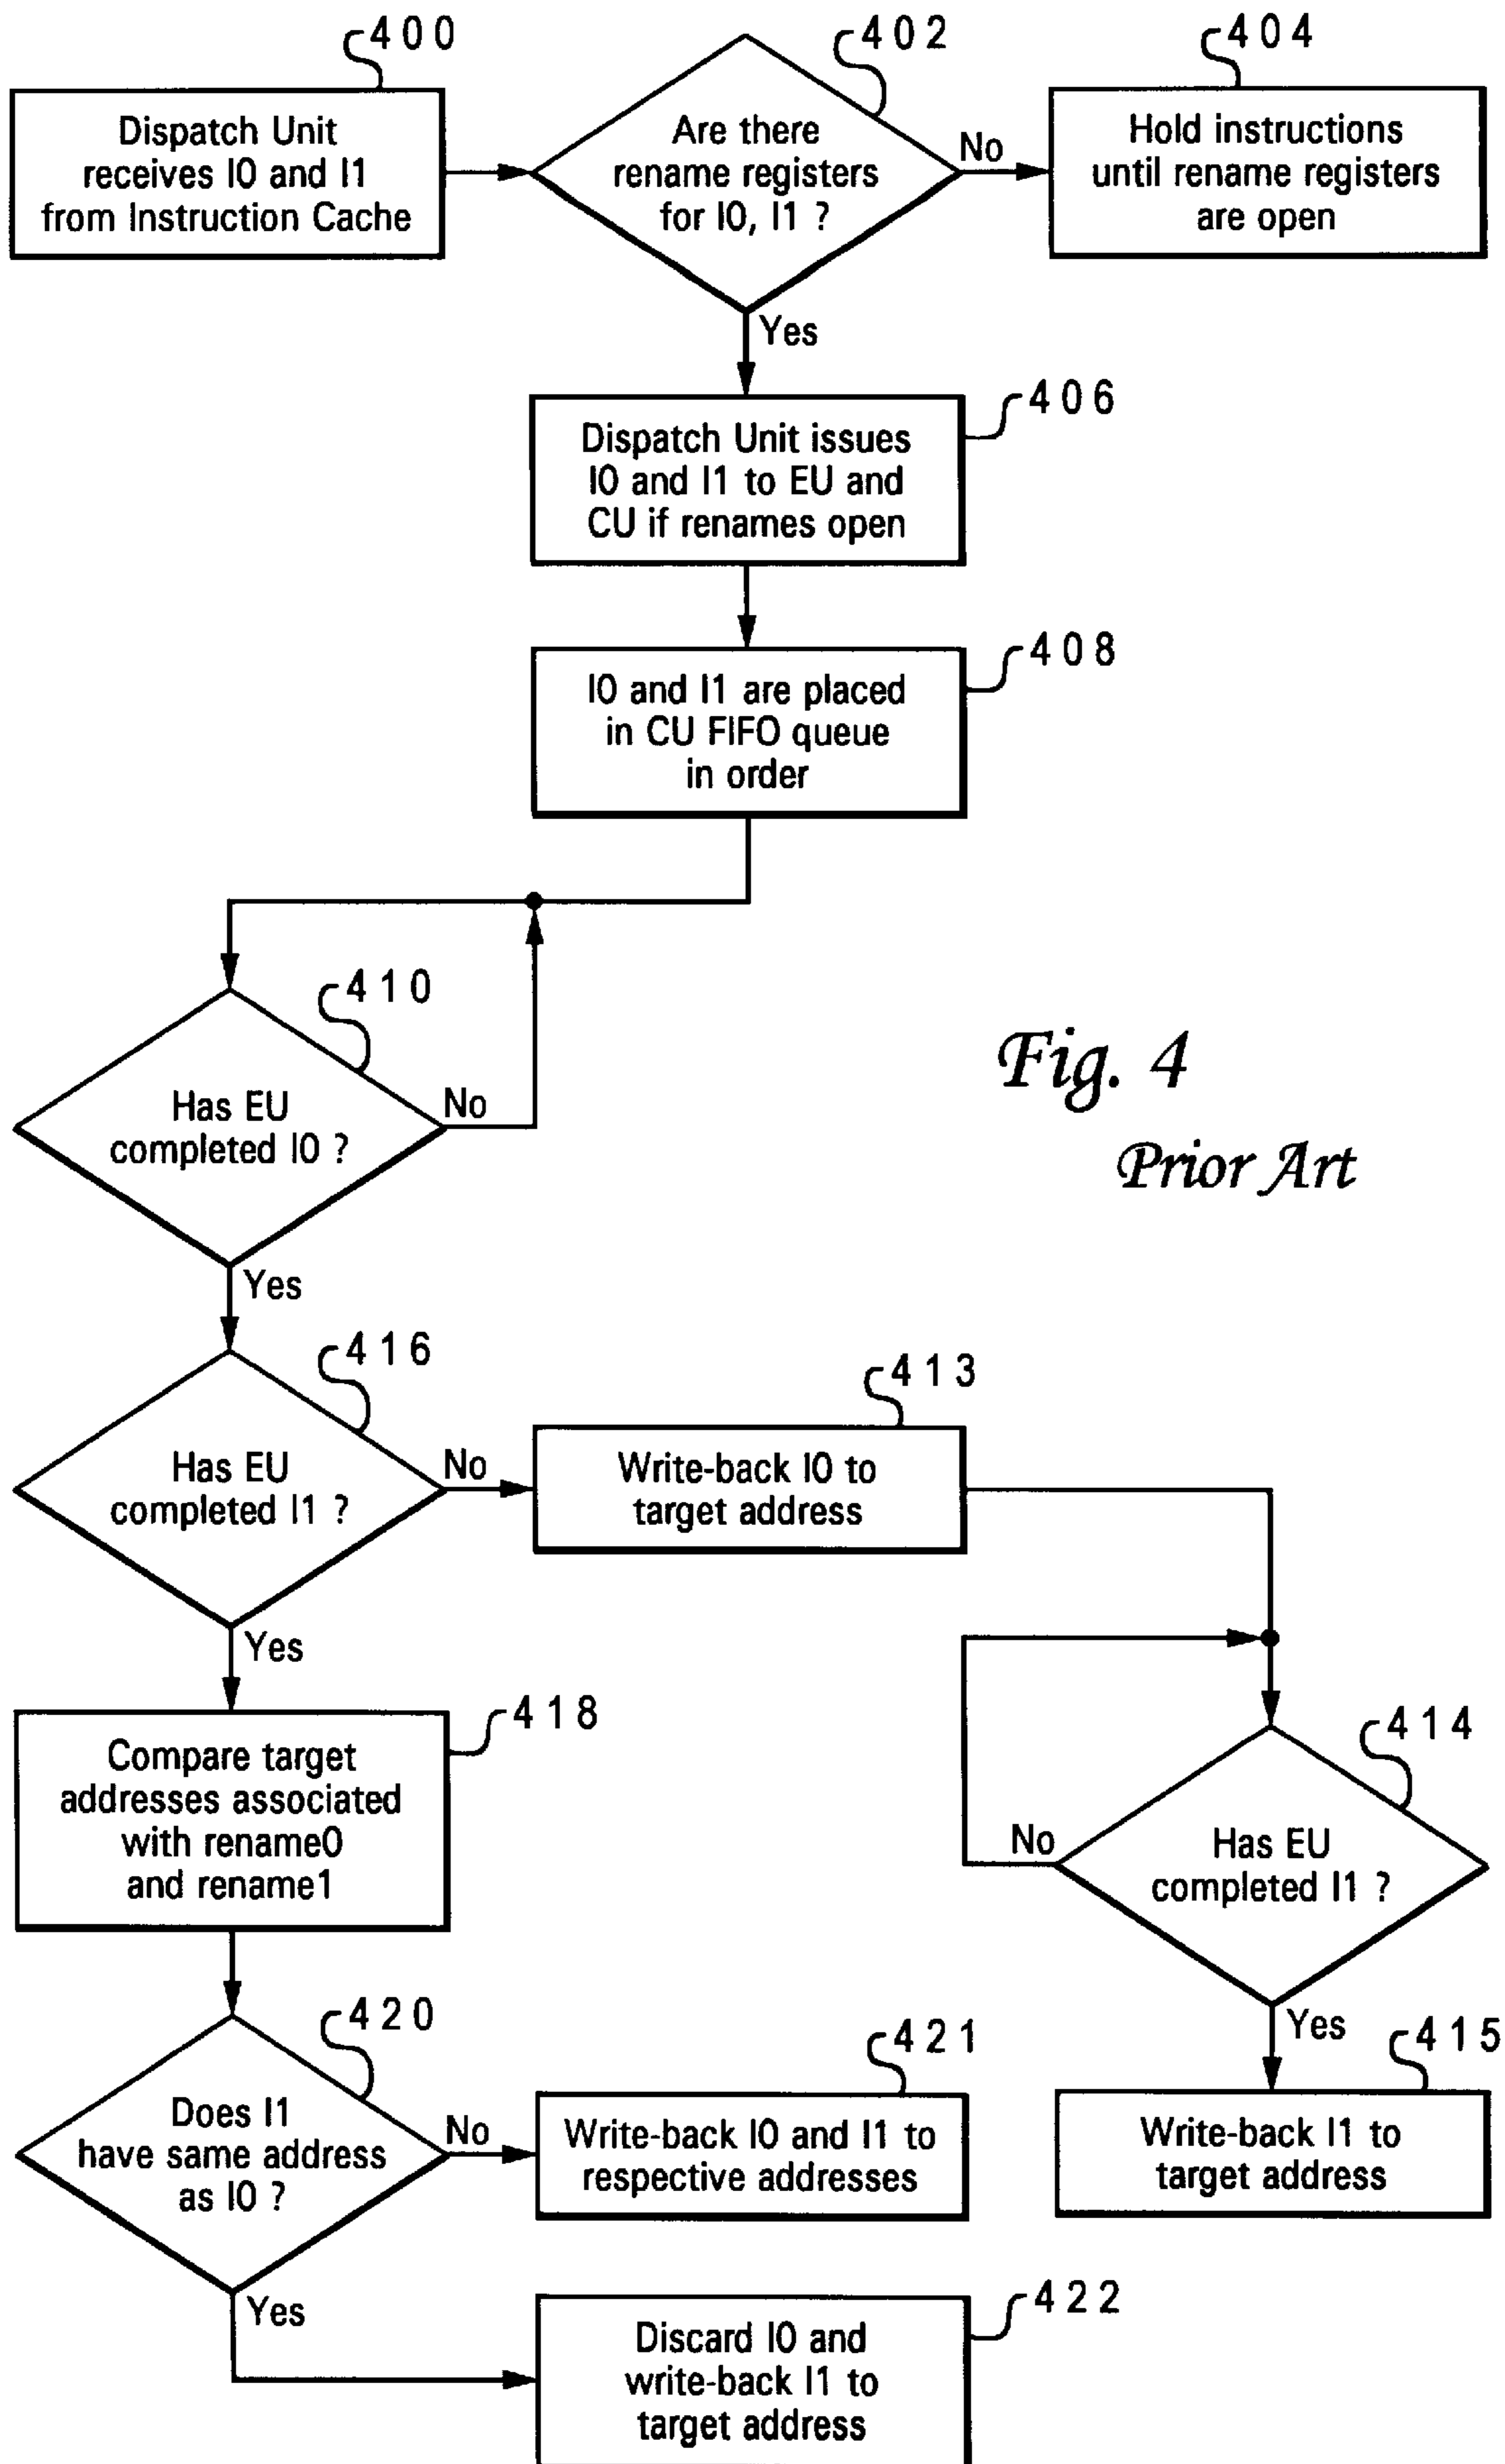 400
Dispatch Unit
receives I0 and I1
from Instruction Cache
402
Are there
rename registers
for I0, I1 ?
No
404
Hold instructions
until rename registers
are open
Yes
406
Dispatch Unit issues
I0 and I1 to EU and
CU if renames open
408
I0 and I1 are placed
in CU FIFO queue
in order
410
Has EU
completed I0 ?
No
Fig. 4
Prior Art
Yes
416
Has EU
completed I1 ?
No
413
Write-back I0 to
target address
Yes
418
Compare target
addresses associated
with rename0
and rename1
414
Has EU
completed I1 ?
No
Yes
415
Write-back I1 to
target address
420
Does I1
have same address
as I0 ?
No
421
Write-back I0 and I1 to
respective addresses
Yes
422
Discard I0 and
write-back I1 to
target address